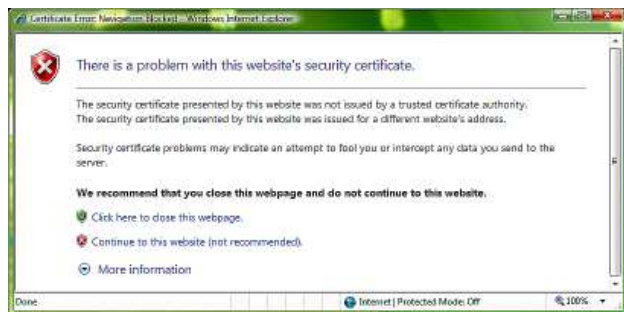 Certificate Error: Navigation Blocked - Windows Internet Explorer
There is a problem with this website's security certificate.
The security certificate presented by this website was not issued by a trusted certificate authority.
The security certificate presented by this website was issued for a different website's address.
Security certificate problems may indicate an attempt to fool you or intercept any data you send to the
server.
We recommend that you close this webpage and do not continue to this website.
Click here to close this webpage.
Continue to this website (not recommended).
More information
Done
Internet | Protected Mode: Off
100%